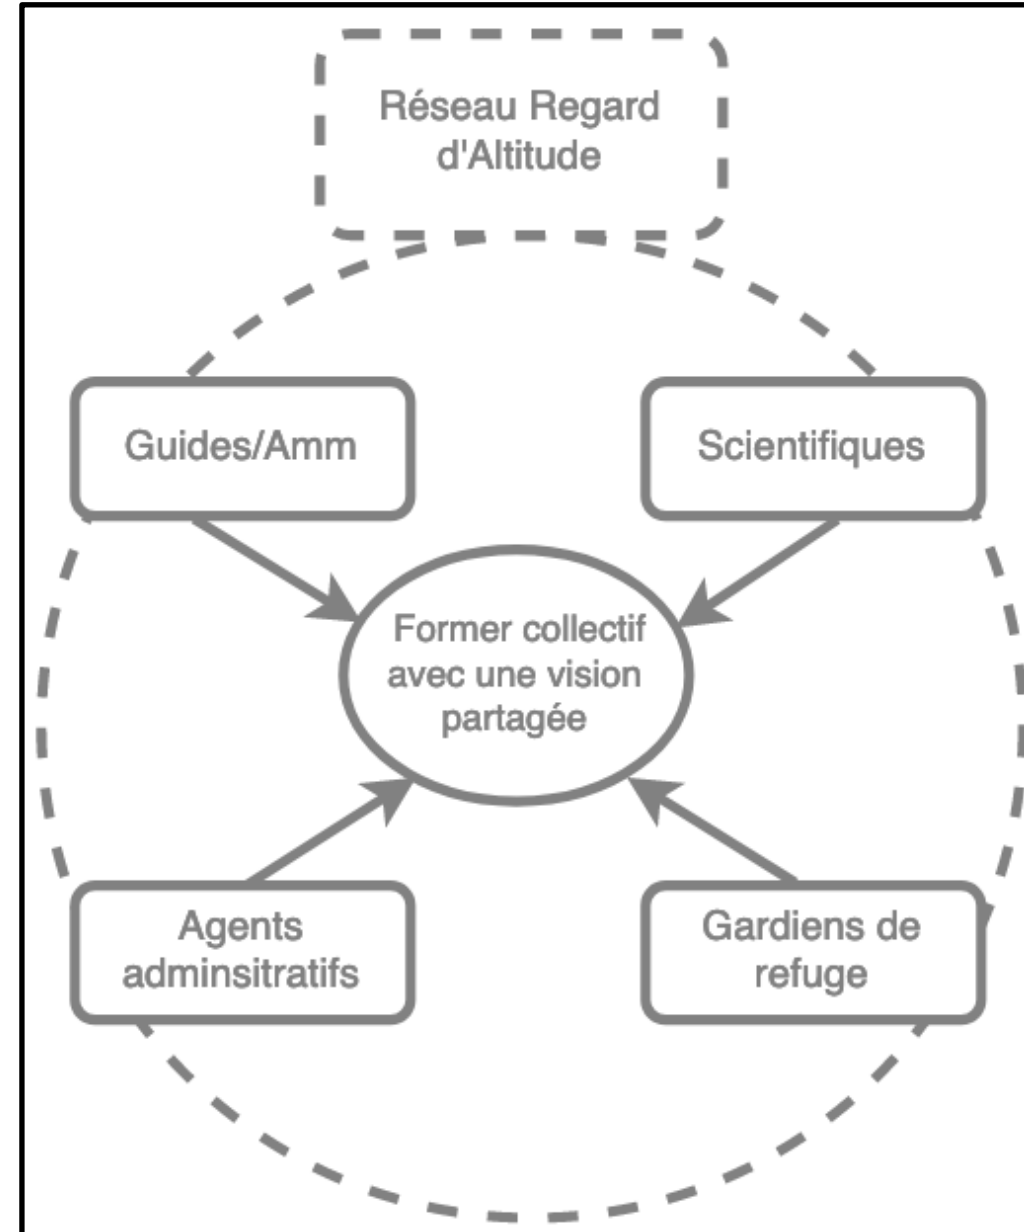 Réseau Regard
d'Altitude
Guides/Amm
Scientifiques
Former collectif
avec une vision
partagée
Agents
adminsitratifs
Gardiens de
refuge